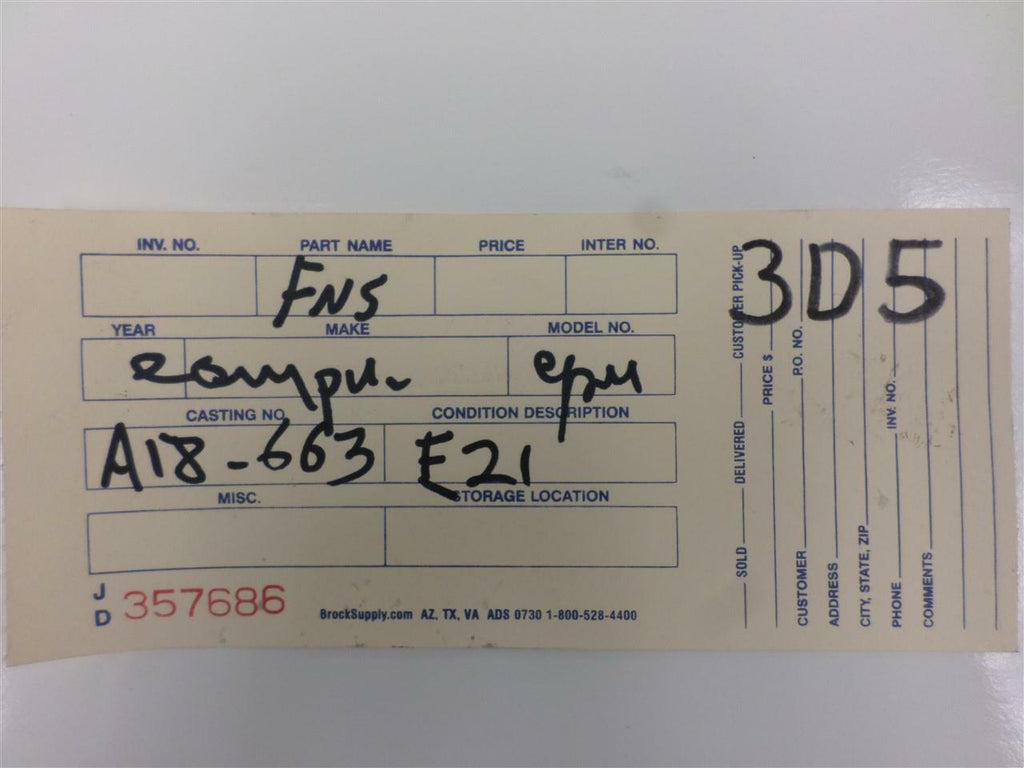 INV. NO. PART NAME PRICE INTER NO.
FNS
YEAR MAKE MODEL NO.
compu. cpu
CASTING NO. CONDITION DESCRIPTION
A18-663 E21
MISC. STORAGE LOCATION
JD 357686
BrockSupply.com AZ, TX, VA ADS 0730 1-800-528-4400
3D5
SOLD DELIVERED CUSTOMER PICK-UP
PRICE $
CUSTOMER P.O. NO.
ADDRESS
CITY, STATE, ZIP
PHONE INV. NO.
COMMENTS